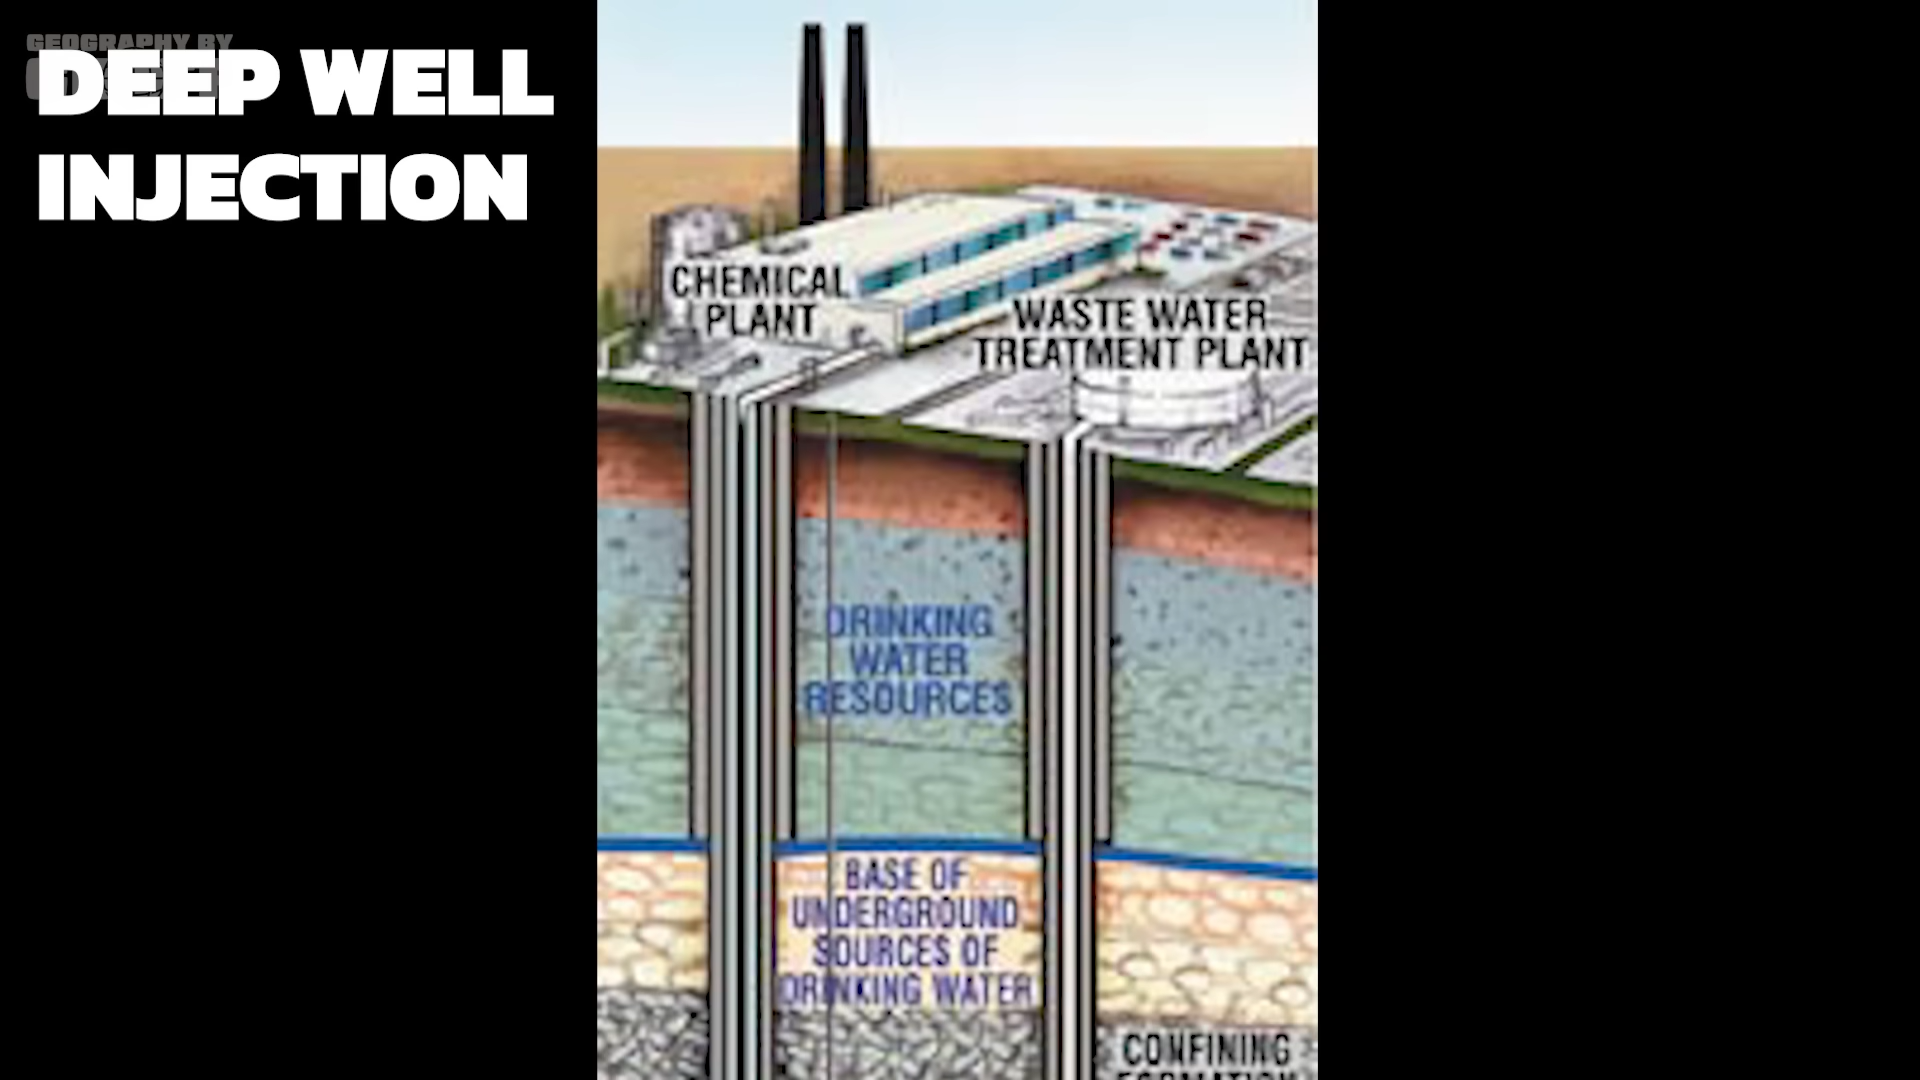 GEOGRAPHY BY
DEEP WELL
INJECTION
CHEMICAL
PLANT
WASTE WATER
TREATMENT PLANT
DRINKING
WATER
RESOURCES
BASE OF
UNDERGROUND
SOURCES OF
DRINKING WATER
CONFINING